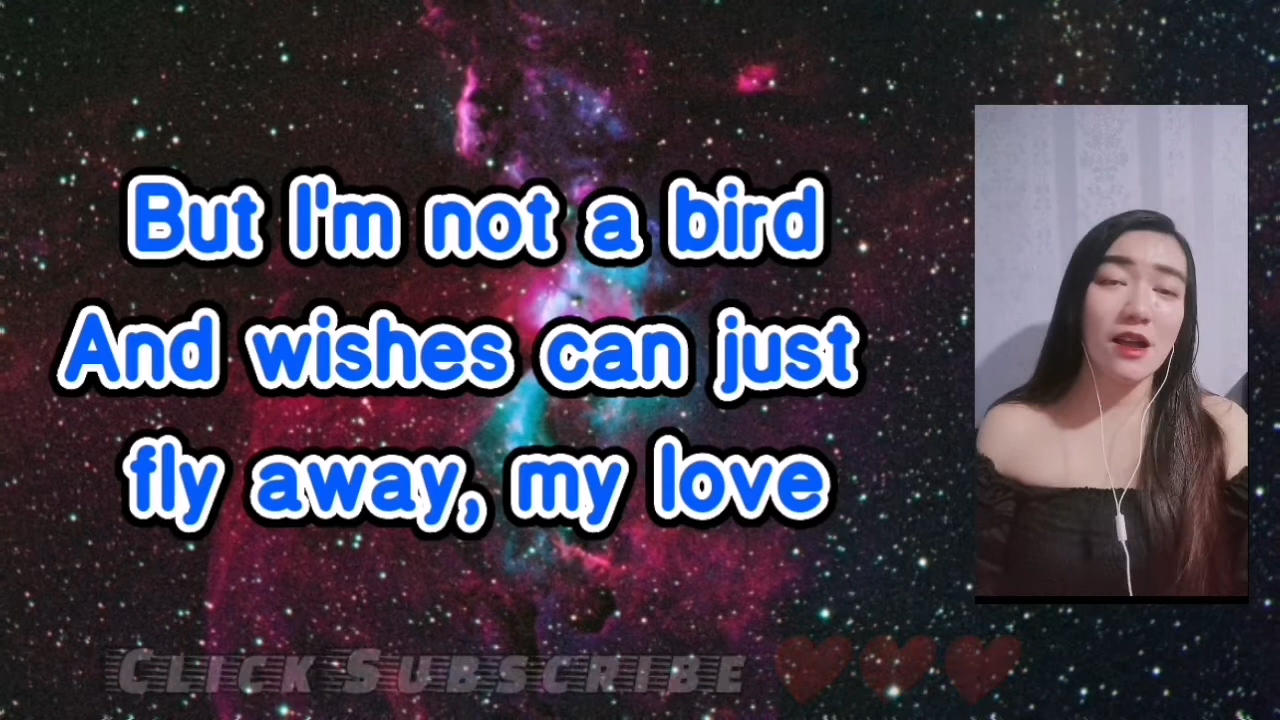 But I'm not a bird
And wishes can just
fly away, my love
CLICK SUBSCRIBE